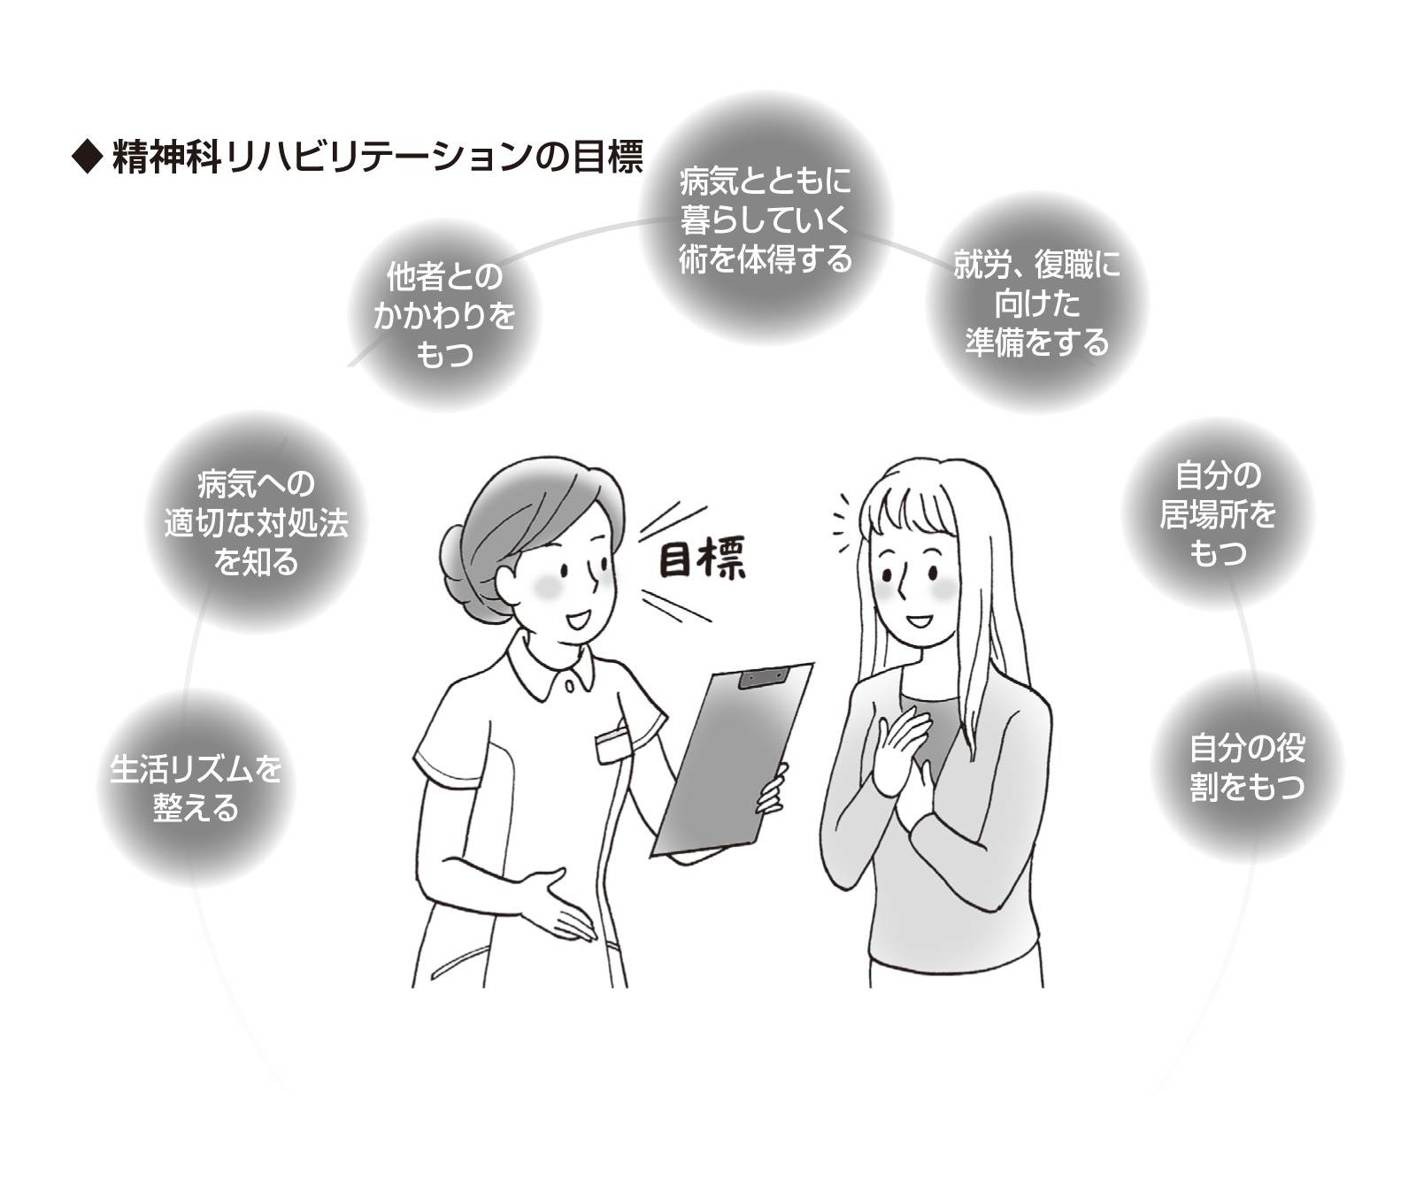 ◆ 精神科リハビリテーションの目標
病気とともに
暮らしていく
術を体得する
他者との
かかわりを
もつ
就労、復職に
向けた
準備をする
病気への
適切な対処法
を知る
自分の
居場所を
もつ
目標
生活リズムを
整える
自分の役
割をもつ